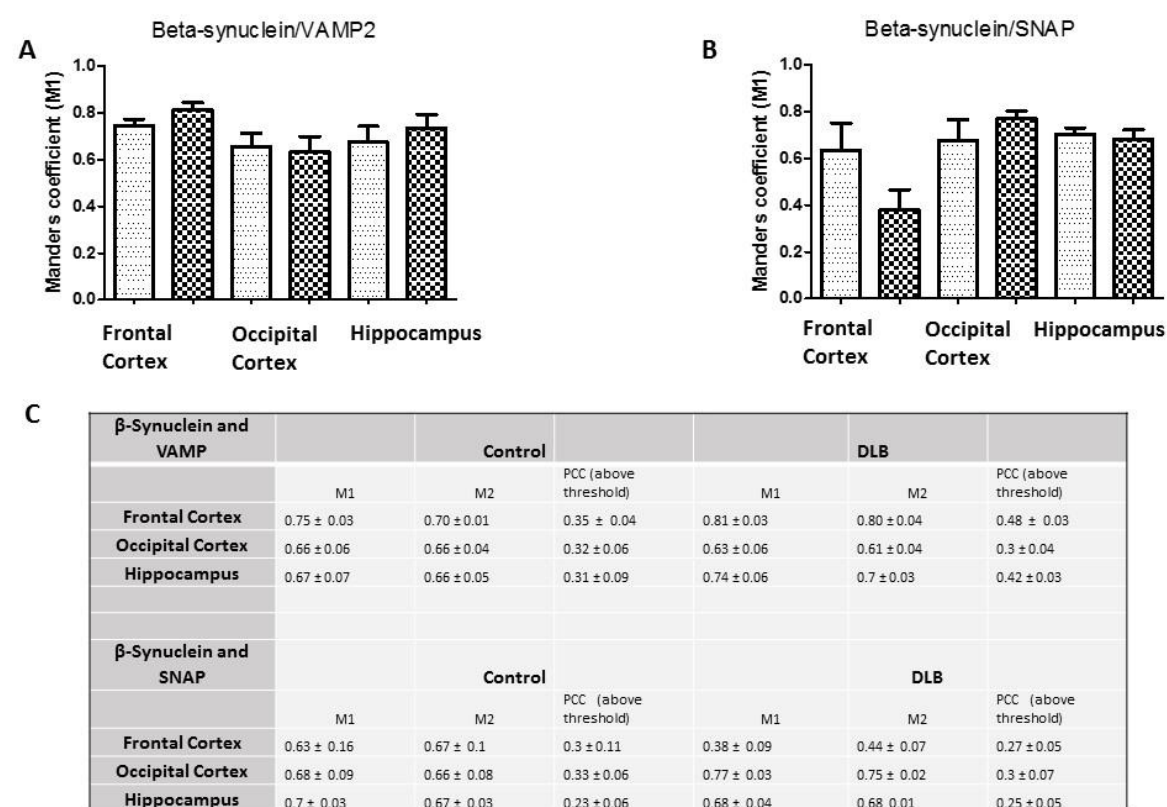 Beta-synuclein/VAMP2
A
Manders coefficient (M1)
1.0
0.8
0.6
0.4
0.2
0.0
Frontal Cortex
Occipital Cortex
Hippocampus
Beta-synuclein/SNAP
B
Manders coefficient (M1)
1.0
0.8
0.6
0.4
0.2
0.0
Frontal Cortex
Occipital Cortex
Hippocampus
C
β-Synuclein and VAMP Control DLB
M1 M2 PCC (above threshold) M1 M2 PCC (above threshold)
Frontal Cortex 0.75 ± 0.03 0.70 ± 0.01 0.35 ± 0.04 0.81 ± 0.03 0.80 ± 0.04 0.48 ± 0.03
Occipital Cortex 0.66 ± 0.06 0.66 ± 0.04 0.32 ± 0.06 0.63 ± 0.06 0.61 ± 0.04 0.3 ± 0.04
Hippocampus 0.67 ± 0.07 0.66 ± 0.05 0.31 ± 0.09 0.74 ± 0.06 0.7 ± 0.03 0.42 ± 0.03
β-Synuclein and SNAP Control DLB
M1 M2 PCC (above threshold) M1 M2 PCC (above threshold)
Frontal Cortex 0.63 ± 0.16 0.67 ± 0.1 0.3 ± 0.11 0.38 ± 0.09 0.44 ± 0.07 0.27 ± 0.05
Occipital Cortex 0.68 ± 0.09 0.66 ± 0.08 0.33 ± 0.06 0.77 ± 0.03 0.75 ± 0.02 0.3 ± 0.07
Hippocampus 0.7 ± 0.03 0.67 ± 0.03 0.23 ± 0.06 0.68 ± 0.04 0.68 0.01 0.25 ± 0.05